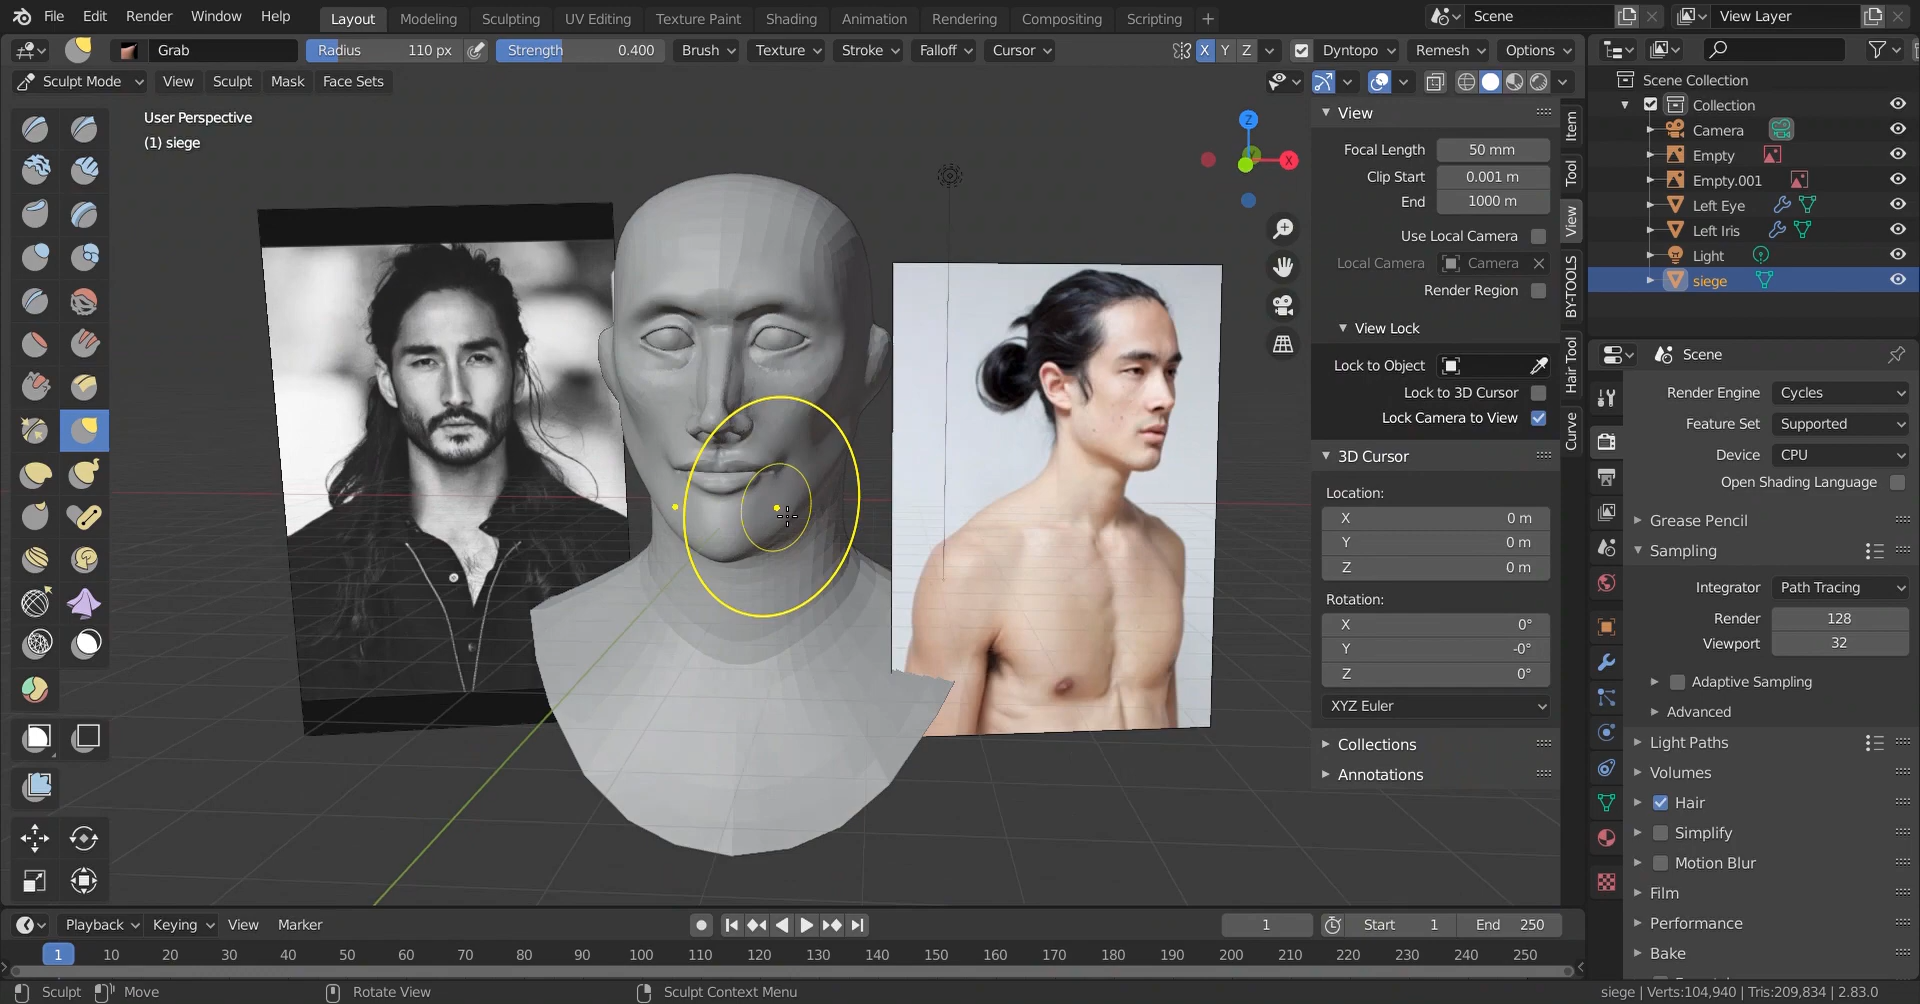 File Edit Render Window Help Layout Modeling Sculpting UV Editing Texture Paint Shading Animation Rendering Compositing Scripting + Scene View Layer
Grab Radius 110 px Strength 0.400 Brush Texture Stroke Falloff Cursor X Y Z Dyntopo Remesh Options
Sculpt Mode View Sculpt Mask Face Sets
User Perspective
(1) siege
Z
X
View
Focal Length 50 mm
Clip Start 0.001 m
End 1000 m
Use Local Camera
Local Camera Camera
Render Region
View Lock
Lock to Object
Lock to 3D Cursor
Lock Camera to View
3D Cursor
Location:
X 0 m
Y 0 m
Z 0 m
Rotation:
X 0°
Y -0°
Z 0°
XYZ Euler
Collections
Annotations
Item
Tool
View
BY-TOOLS
Hair Tool
Curve
Scene Collection
Collection
Camera
Empty
Empty.001
Left Eye
Left Iris
Light
siege
Scene
Render Engine Cycles
Feature Set Supported
Device CPU
Open Shading Language
Grease Pencil
Sampling
Integrator Path Tracing
Render 128
Viewport 32
Adaptive Sampling
Advanced
Light Paths
Volumes
Hair
Simplify
Motion Blur
Film
Performance
Bake
Playback Keying View Marker 1 Start 1 End 250
1 10 20 30 40 50 60 70 80 90 100 110 120 130 140 150 160 170 180 190 200 210 220 230 240 250
Sculpt Move Rotate View Sculpt Context Menu siege | Verts:104,940 | Tris:209,834 | 2.83.0